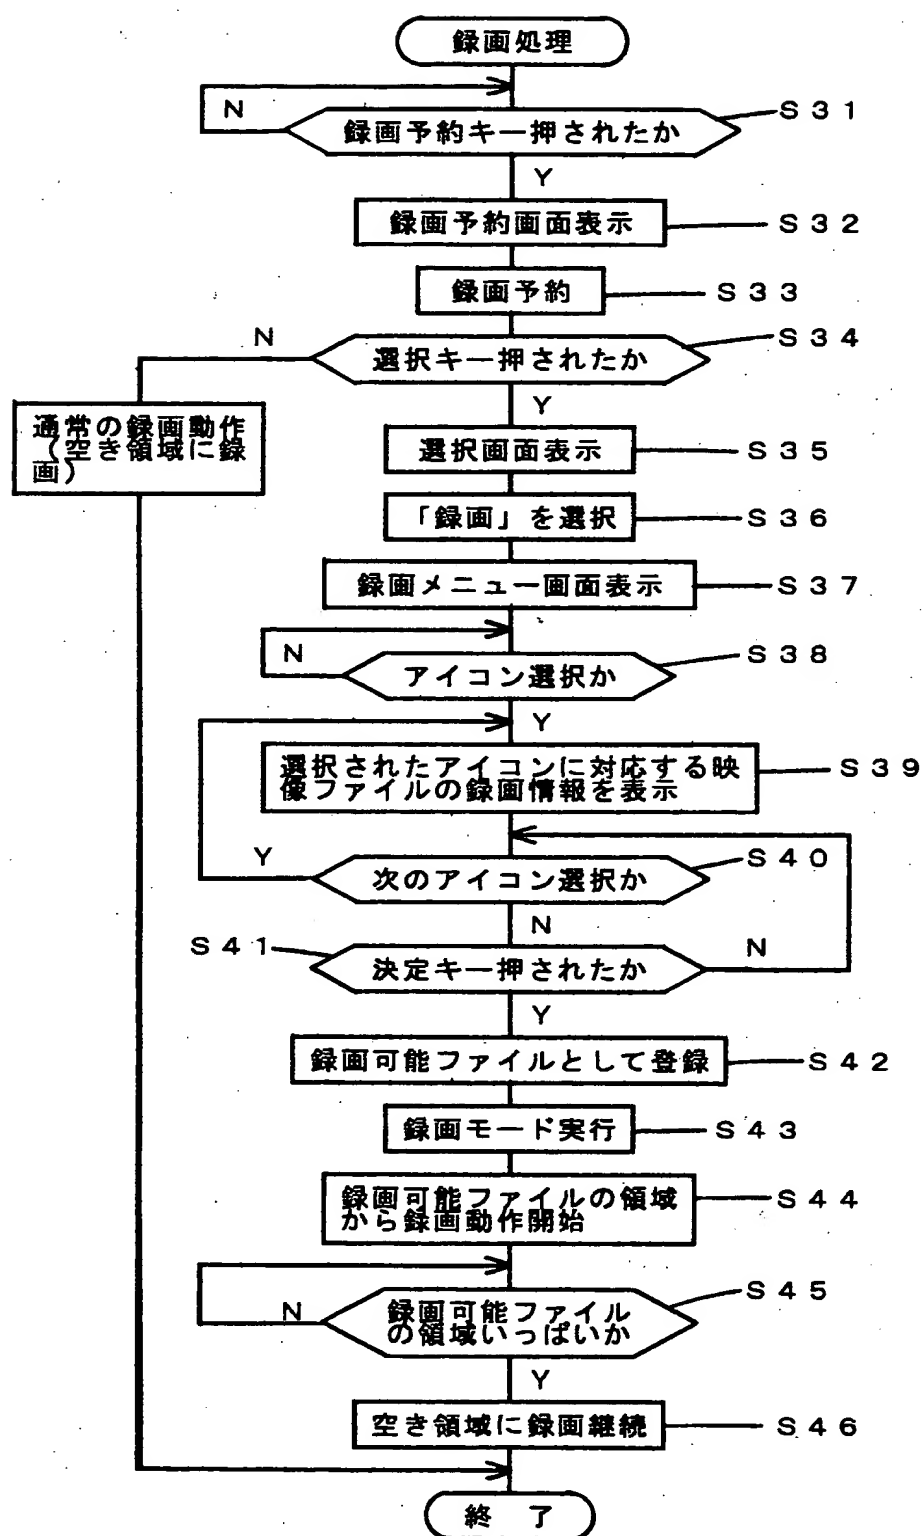 録画処理
N
録画予約キー押されたか
S31
Y
録画予約画面表示
S32
録画予約
S33
N
選択キー押されたか
S34
Y
通常の録画動作
(空き領域に録
画)
選択画面表示
S35
「録画」を選択
S36
録画メニュー画面表示
S37
N
アイコン選択か
S38
Y
選択されたアイコンに対応する映
像ファイルの録画情報を表示
S39
Y
次のアイコン選択か
S40
N
S41
決定キー押されたか
N
Y
録画可能ファイルとして登録
S42
録画モード実行
S43
録画可能ファイルの領域
から録画動作開始
S44
N
録画可能ファイル
の領域いっぱいか
S45
Y
空き領域に録画継続
S46
終 了